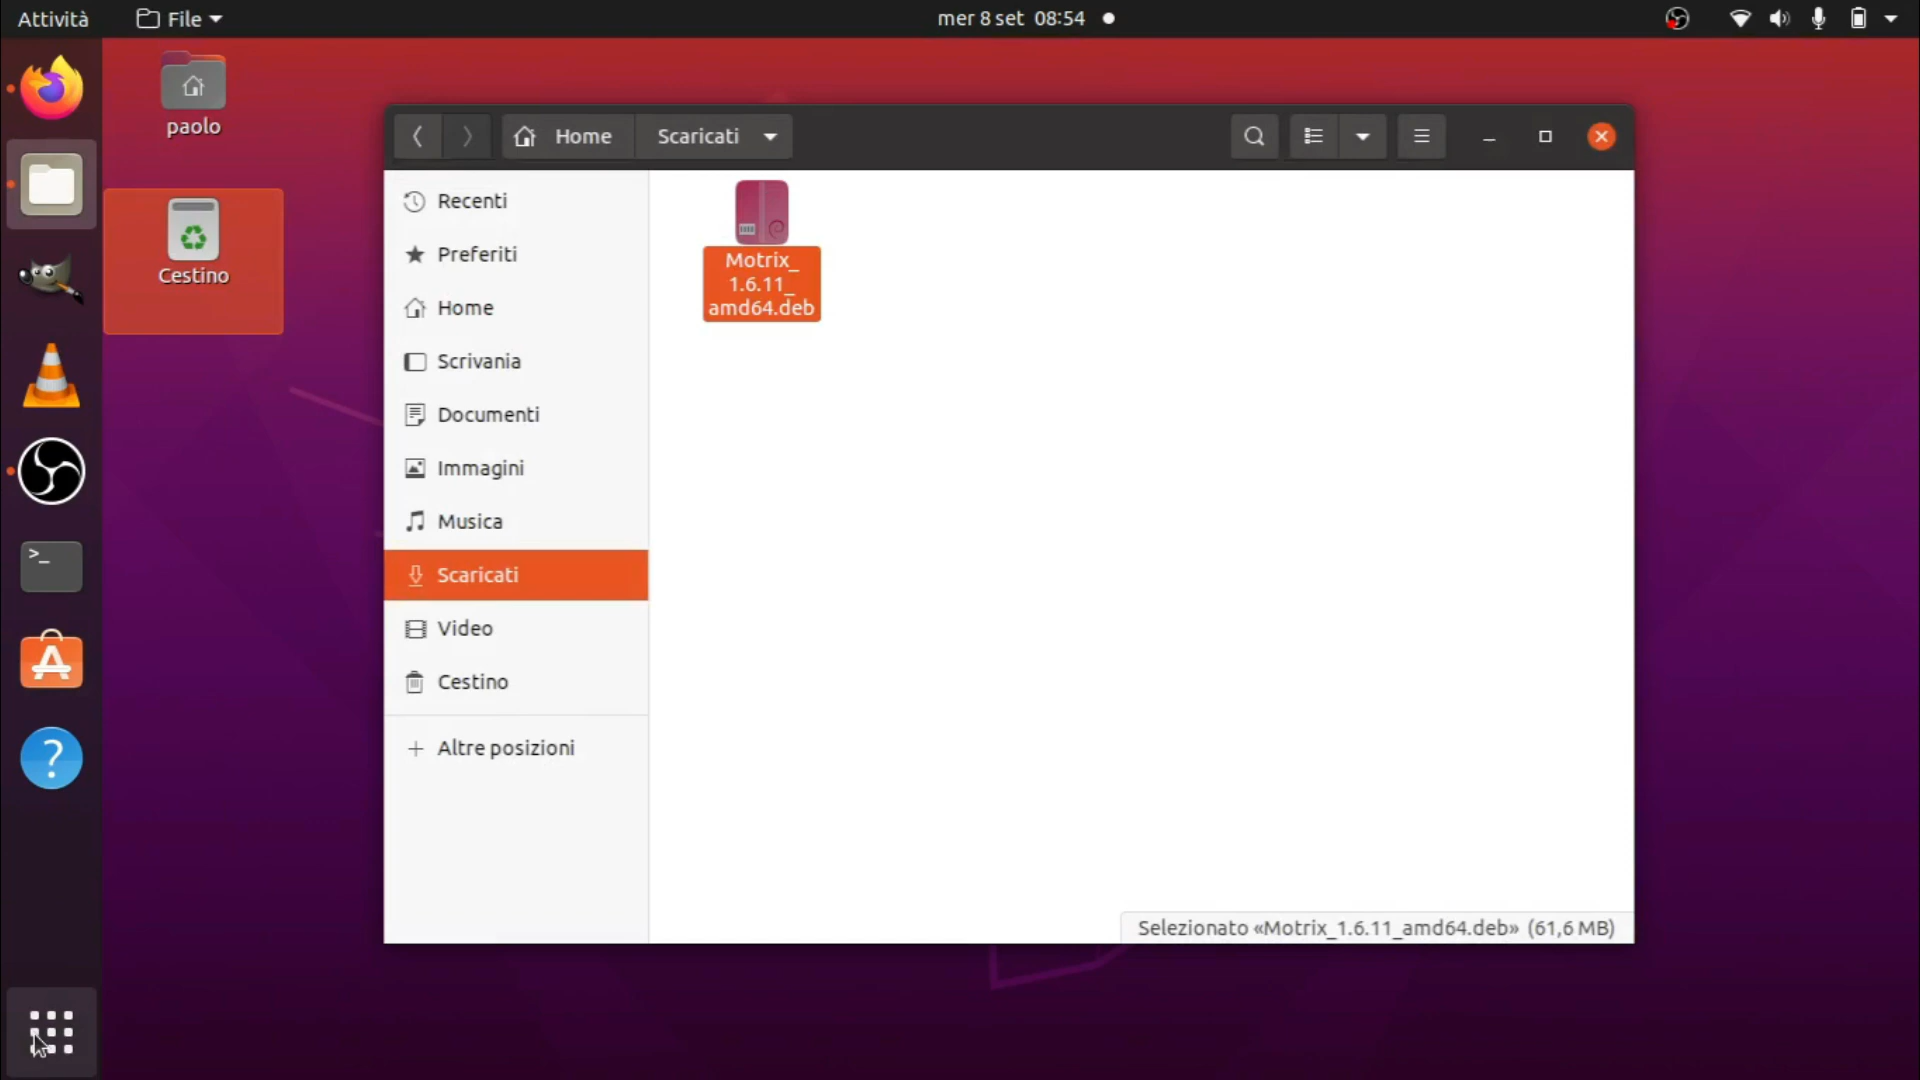 Attività
File
mer 8 set 08:54
paolo
Cestino
Home
Scaricati
Recenti
Preferiti
Home
Scrivania
Documenti
Immagini
Musica
Scaricati
Video
Cestino
Altre posizioni
Motrix_
1.6.11_
amd64.deb
Selezionato «Motrix_1.6.11_amd64.deb» (61,6 MB)